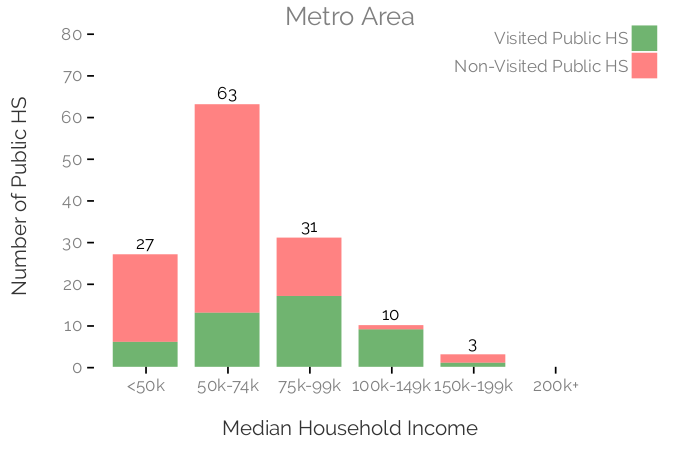 Metro Area
Visited Public HS
Non-Visited Public HS
Number of Public HS
80
70
60
50
40
30
20
10
0
27
63
31
10
3
<50k
50k-74k
75k-99k
100k-149k
150k-199k
200k+
Median Household Income